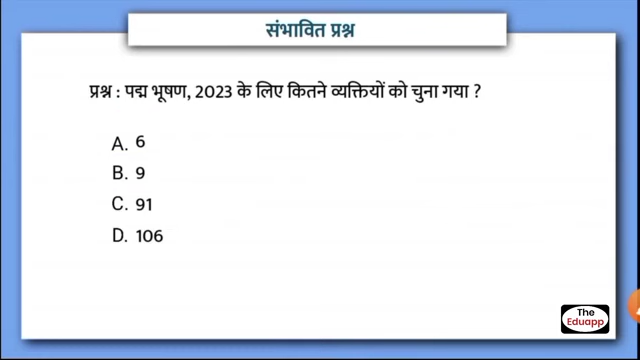 संभावित प्रश्न
प्रश्न : पद्म भूषण, 2023 के लिए कितने व्यक्तियों को चुना गया ?
A. 6
B. 9
C. 91
D. 106
The
Eduapp